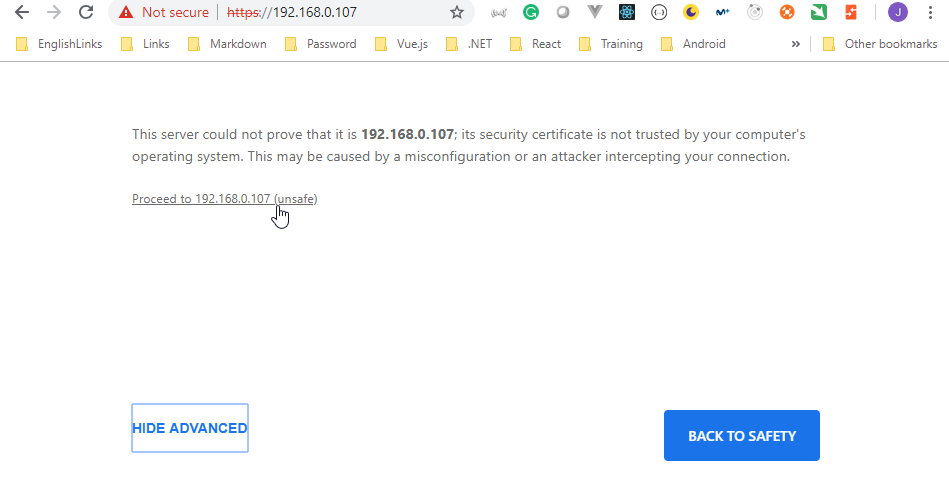 Not secure | https://192.168.0.107
J
EnglishLinks Links Markdown Password Vue.js .NET React Training Android » Other bookmarks
This server could not prove that it is 192.168.0.107; its security certificate is not trusted by your computer's
operating system. This may be caused by a misconfiguration or an attacker intercepting your connection.
Proceed to 192.168.0.107 (unsafe)
HIDE ADVANCED
BACK TO SAFETY